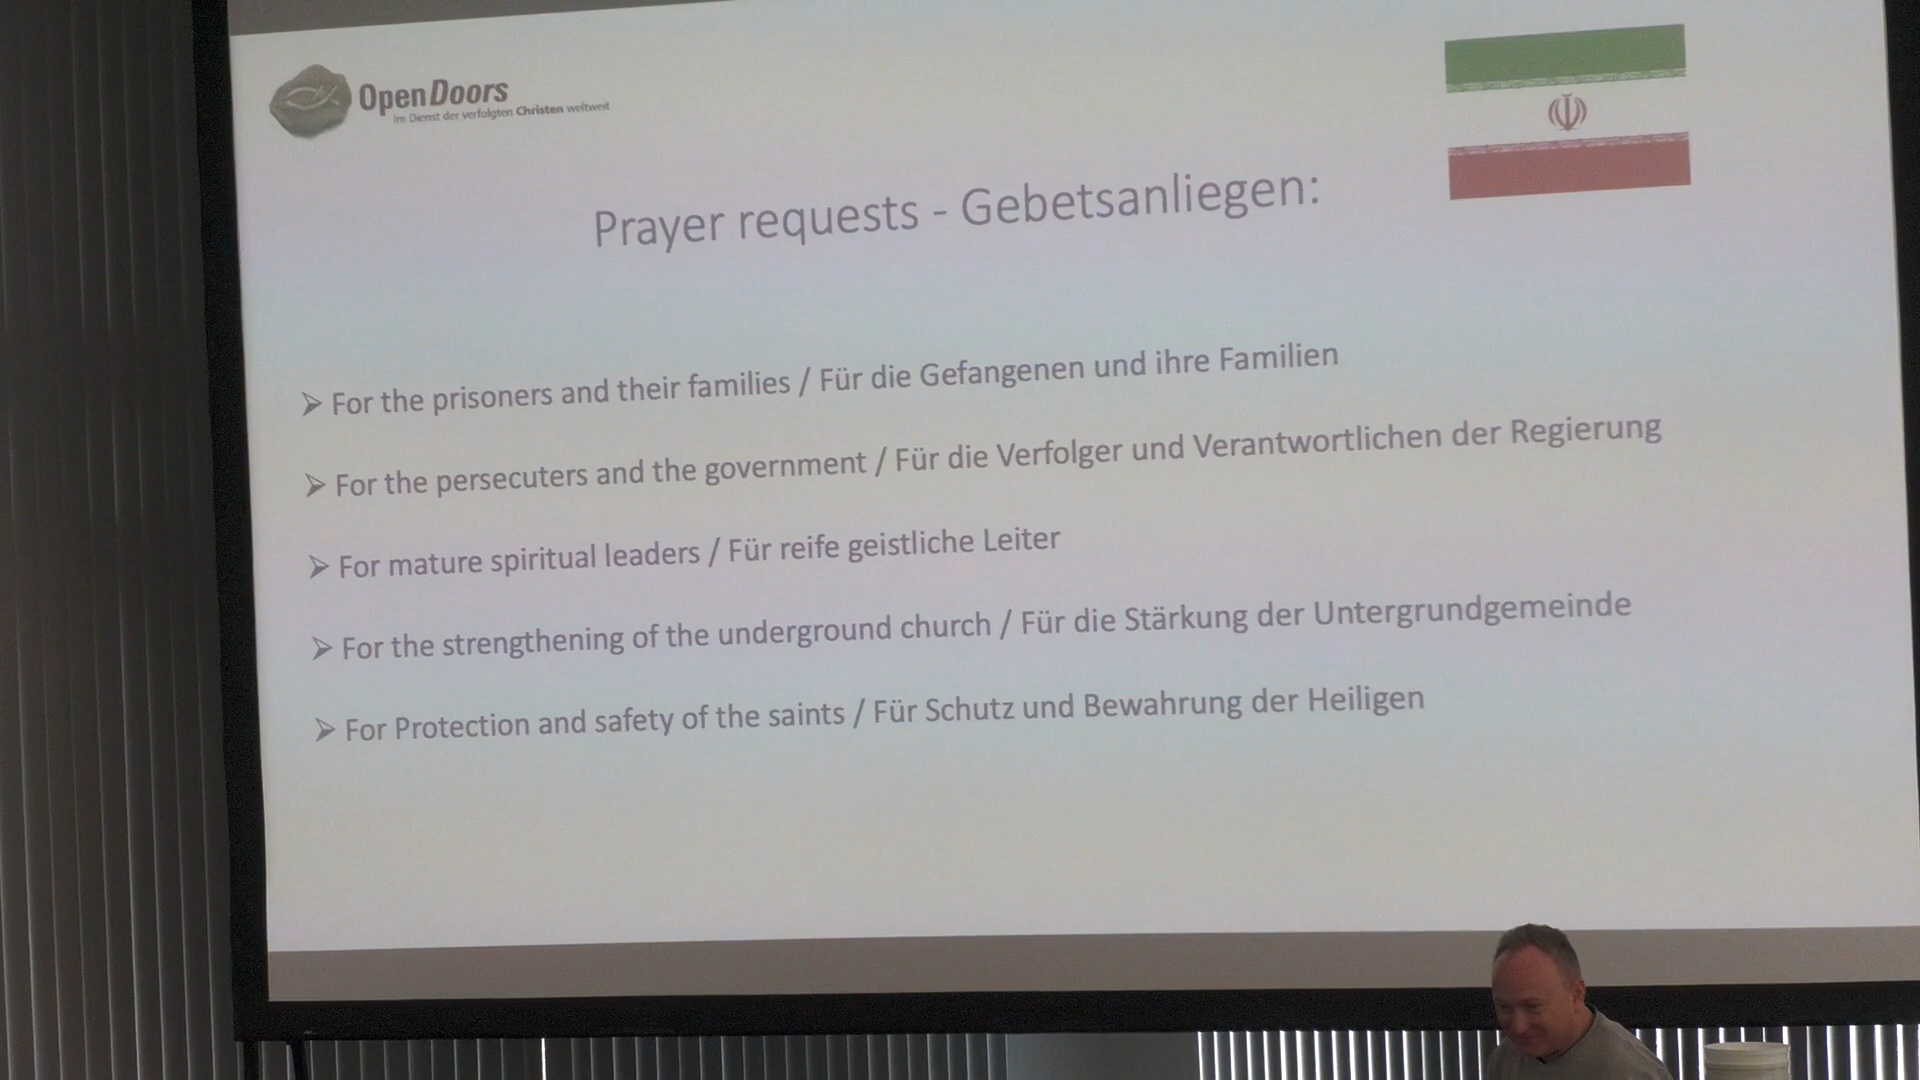 OpenDoors
im Dienst der verfolgten Christen weltweit
Prayer requests - Gebetsanliegen:
For the prisoners and their families / Für die Gefangenen und ihre Familien
For the persecuters and the government / Für die Verfolger und Verantwortlichen der Regierung
For mature spiritual leaders / Für reife geistliche Leiter
For the strengthening of the underground church / Für die Stärkung der Untergrundgemeinde
For Protection and safety of the saints / Für Schutz und Bewahrung der Heiligen